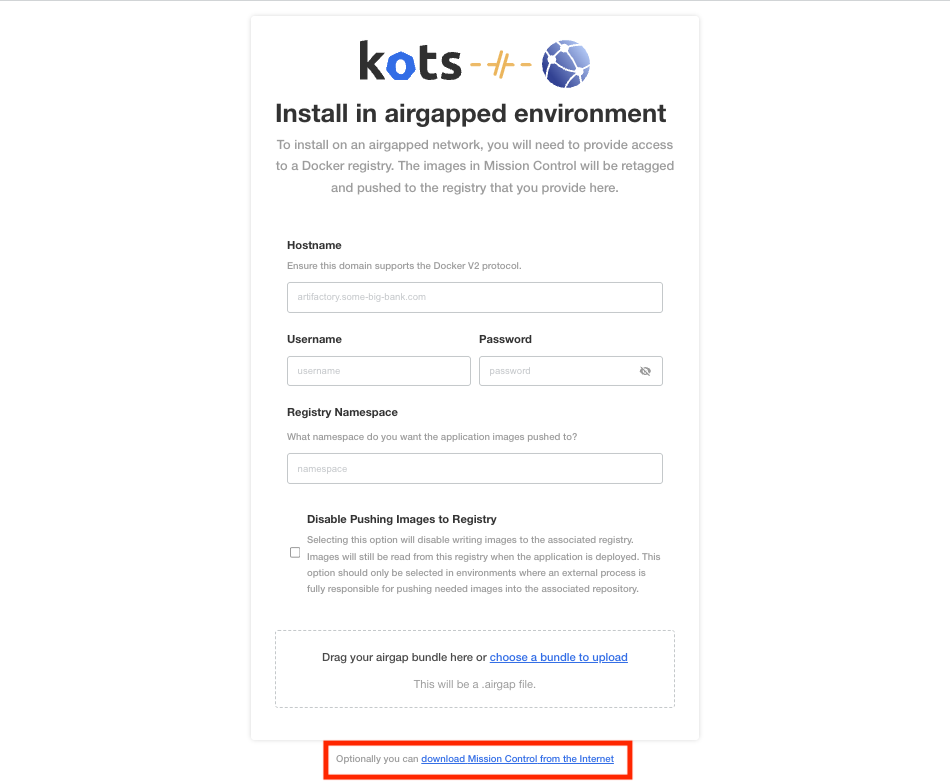 kots
Install in airgapped environment
To install on an airgapped network, you will need to provide access
to a Docker registry. The images in Mission Control will be retagged
and pushed to the registry that you provide here.
Hostname
Ensure this domain supports the Docker V2 protocol.
artifactory.some-big-bank.com
Username
Password
username
password
Registry Namespace
What namespace do you want the application images pushed to?
namespace
Disable Pushing Images to Registry
Selecting this option will disable writing images to the associated registry.
Images will still be read from this registry when the application is deployed. This
option should only be selected in environments where an external process is
fully responsible for pushing needed images into the associated repository.
Drag your airgap bundle here or choose a bundle to upload
This will be a .airgap file.
Optionally you can download Mission Control from the Internet